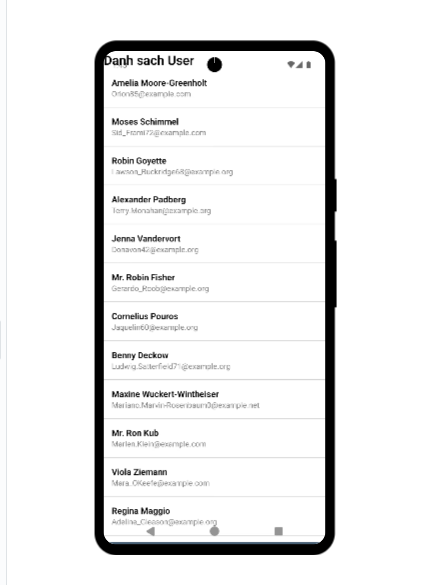 Danh sach User
Amelia Moore-Greenholt
Orion85@example.com
Moses Schimmel
Sid_Frami72@example.com
Robin Goyette
Lawson_Buckridge68@example.org
Alexander Padberg
Terry.Monahan@example.org
Jenna Vandervort
Donavon42@example.org
Mr. Robin Fisher
Gerardo_Roob@example.org
Cornelius Pouros
Jaquelin60@example.org
Benny Deckow
Ludwig.Satterfield71@example.org
Maxine Wuckert-Wintheiser
Mariano.Marvin-Rosenbaum0@example.net
Mr. Ron Kub
Marlen.Klein@example.com
Viola Ziemann
Mara_OKeefe@example.com
Regina Maggio
Adelina_Gleason@example.org